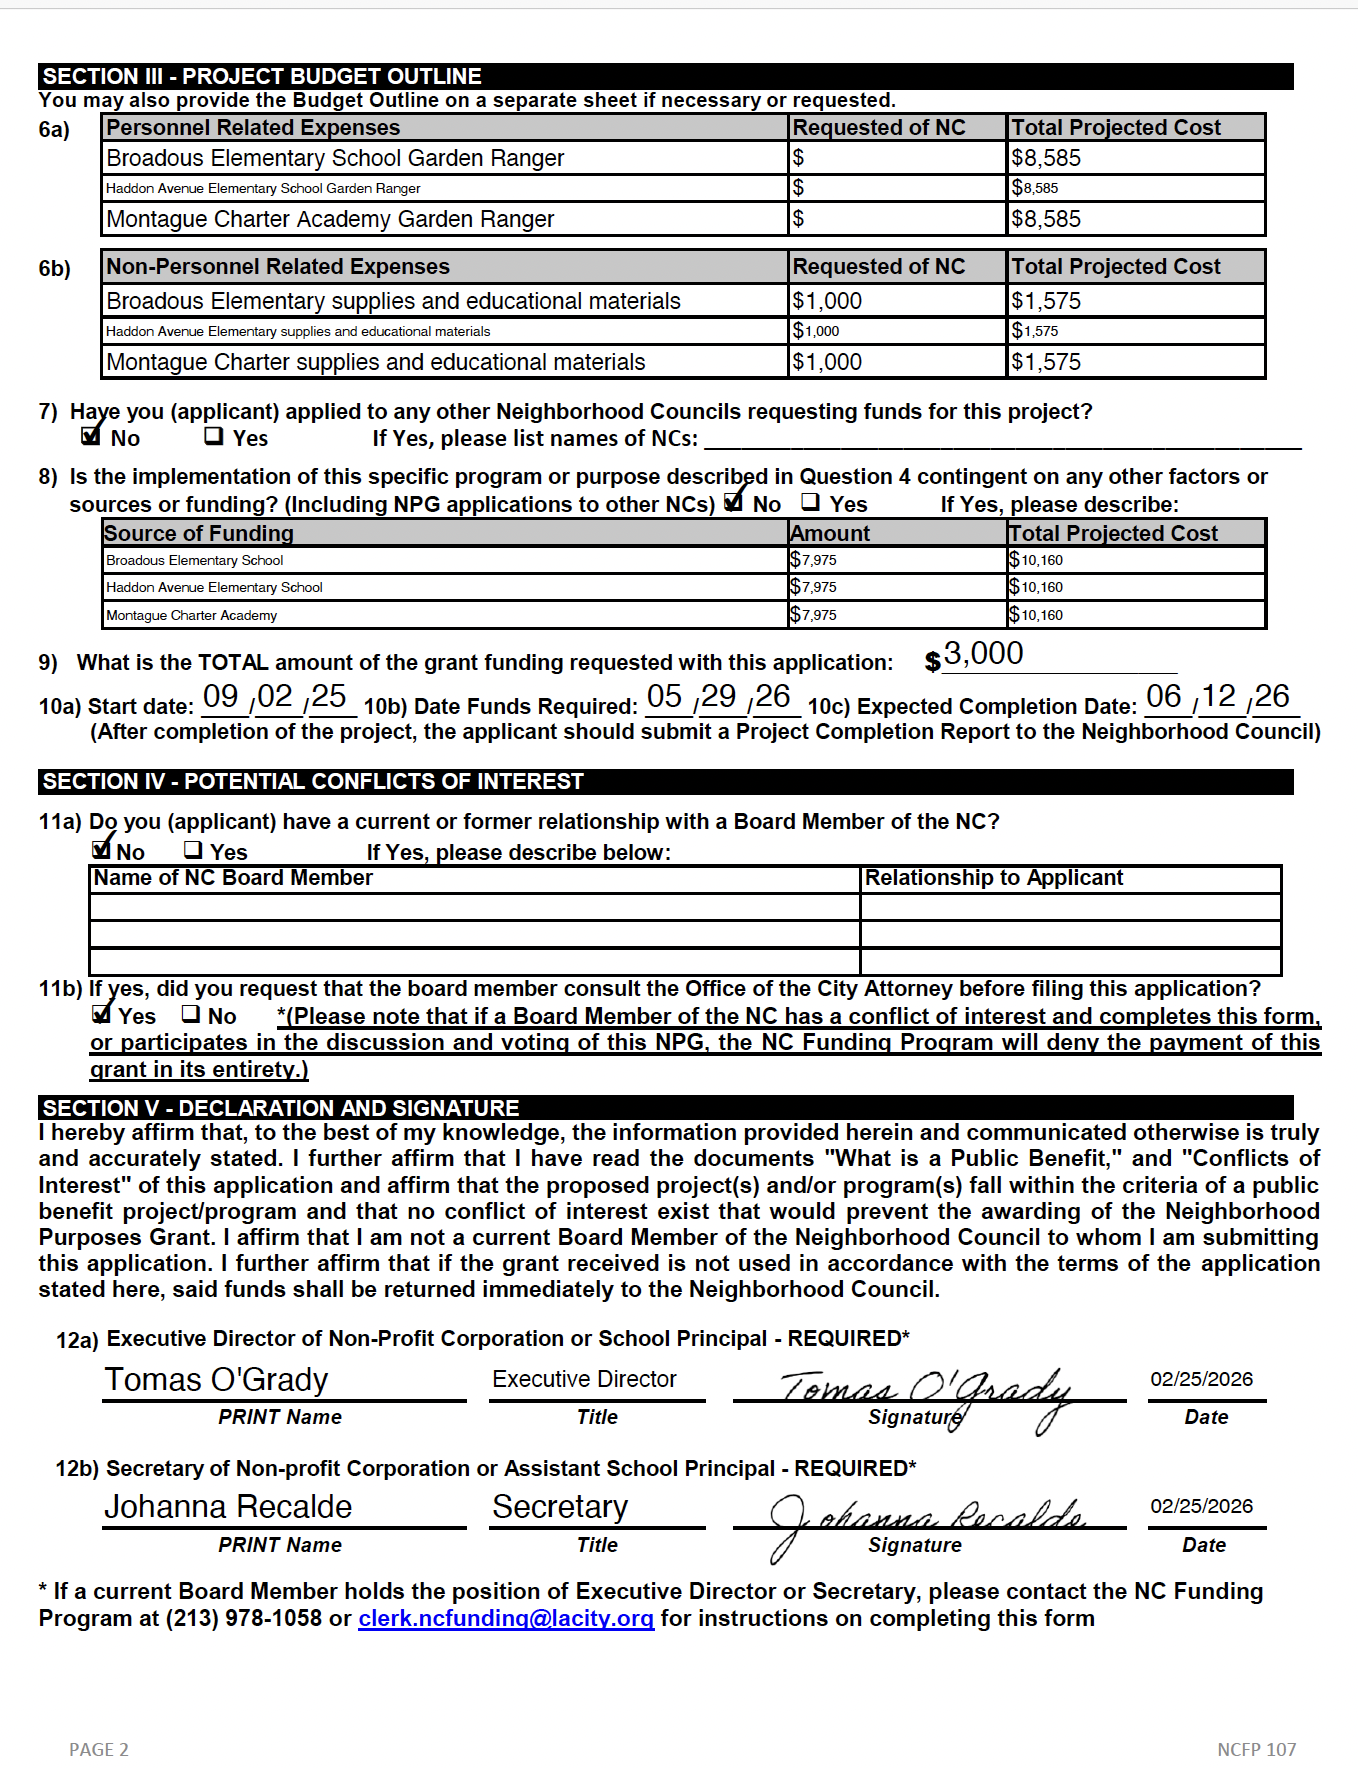 SECTION III - PROJECT BUDGET OUTLINE
You may also provide the Budget Outline on a separate sheet if necessary or requested.
6a) Personnel Related Expenses Requested of NC Total Projected Cost
Broadous Elementary School Garden Ranger $ $8,585
Haddon Avenue Elementary School Garden Ranger $ $8,585
Montague Charter Academy Garden Ranger $ $8,585
6b) Non-Personnel Related Expenses Requested of NC Total Projected Cost
Broadous Elementary supplies and educational materials $1,000 $1,575
Haddon Avenue Elementary supplies and educational materials $1,000 $1,575
Montague Charter supplies and educational materials $1,000 $1,575
7) Have you (applicant) applied to any other Neighborhood Councils requesting funds for this project?
No Yes If Yes, please list names of NCs:
8) Is the implementation of this specific program or purpose described in Question 4 contingent on any other factors or
sources or funding? (Including NPG applications to other NCs) No Yes If Yes, please describe:
Source of Funding Amount Total Projected Cost
Broadous Elementary School $7,975 $10,160
Haddon Avenue Elementary School $7,975 $10,160
Montague Charter Academy $7,975 $10,160
9) What is the TOTAL amount of the grant funding requested with this application: $3,000
10a) Start date: 09/02/25 10b) Date Funds Required: 05/29/26 10c) Expected Completion Date: 06/12/26
(After completion of the project, the applicant should submit a Project Completion Report to the Neighborhood Council)
SECTION IV - POTENTIAL CONFLICTS OF INTEREST
11a) Do you (applicant) have a current or former relationship with a Board Member of the NC?
No Yes If Yes, please describe below:
Name of NC Board Member Relationship to Applicant
11b) If yes, did you request that the board member consult the Office of the City Attorney before filing this application?
Yes No *(Please note that if a Board Member of the NC has a conflict of interest and completes this form,
or participates in the discussion and voting of this NPG, the NC Funding Program will deny the payment of this
grant in its entirety.)
SECTION V - DECLARATION AND SIGNATURE
I hereby affirm that, to the best of my knowledge, the information provided herein and communicated otherwise is truly
and accurately stated. I further affirm that I have read the documents "What is a Public Benefit," and "Conflicts of
Interest" of this application and affirm that the proposed project(s) and/or program(s) fall within the criteria of a public
benefit project/program and that no conflict of interest exist that would prevent the awarding of the Neighborhood
Purposes Grant. I affirm that I am not a current Board Member of the Neighborhood Council to whom I am submitting
this application. I further affirm that if the grant received is not used in accordance with the terms of the application
stated here, said funds shall be returned immediately to the Neighborhood Council.
12a) Executive Director of Non-Profit Corporation or School Principal - REQUIRED*
Tomas O'Grady Executive Director Tomas O'Grady 02/25/2026
PRINT Name Title Signature Date
12b) Secretary of Non-profit Corporation or Assistant School Principal - REQUIRED*
Johanna Recalde Secretary Johanna Recalde 02/25/2026
PRINT Name Title Signature Date
* If a current Board Member holds the position of Executive Director or Secretary, please contact the NC Funding
Program at (213) 978-1058 or clerk.ncfunding@lacity.org for instructions on completing this form
PAGE 2 NCFP 107